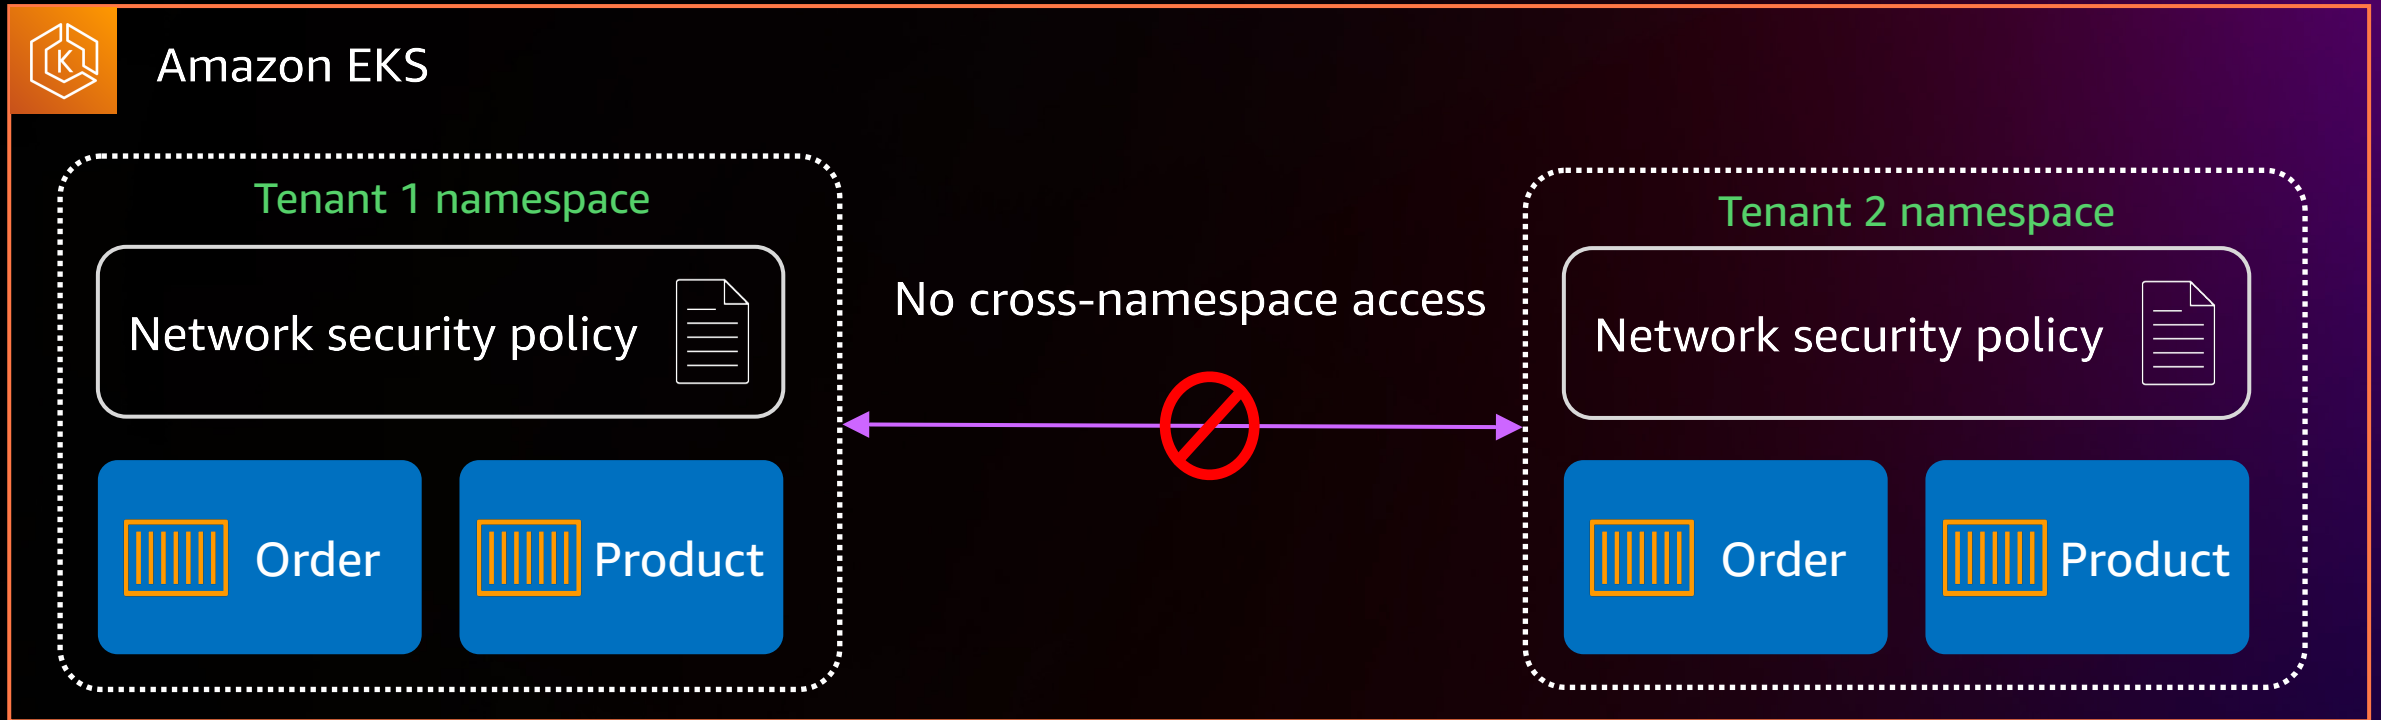 K
Amazon EKS
Tenant 1 namespace
Network security policy
Order
Product
No cross-namespace access
Tenant 2 namespace
Network security policy
Order
Product